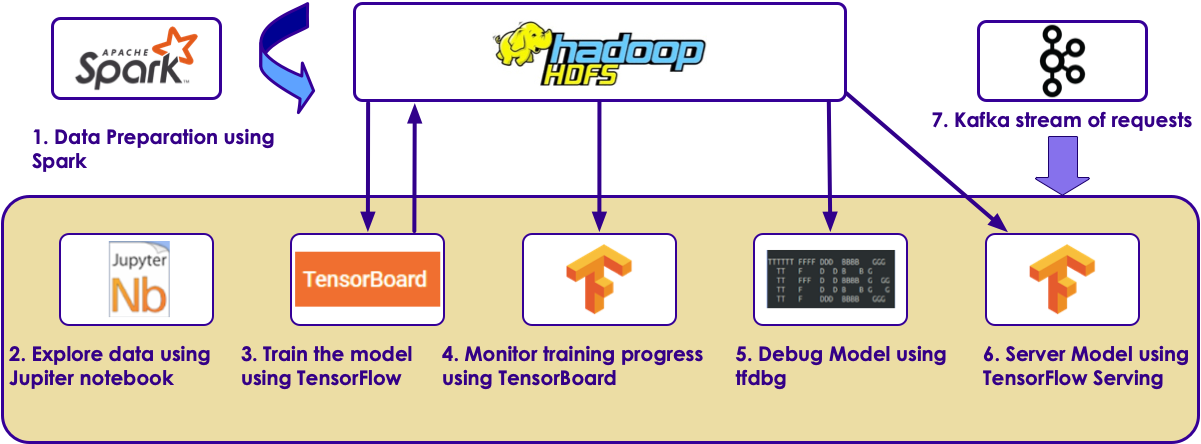 APACHE
Spark™
hadoop
HDFS
1. Data Preparation using
Spark
7. Kafka stream of requests
Jupyter
Nb
TensorBoard
TTTTTT FFFF DDD BBBB GGG
TT F D D B B G
TT FFF D D BBBB G GG
TT F D D B B G G
TT F DDD BBBB GGG
2. Explore data using
Jupiter notebook
3. Train the model
using TensorFlow
4. Monitor training progress
using TensorBoard
5. Debug Model using
tfdbg
6. Server Model using
TensorFlow Serving